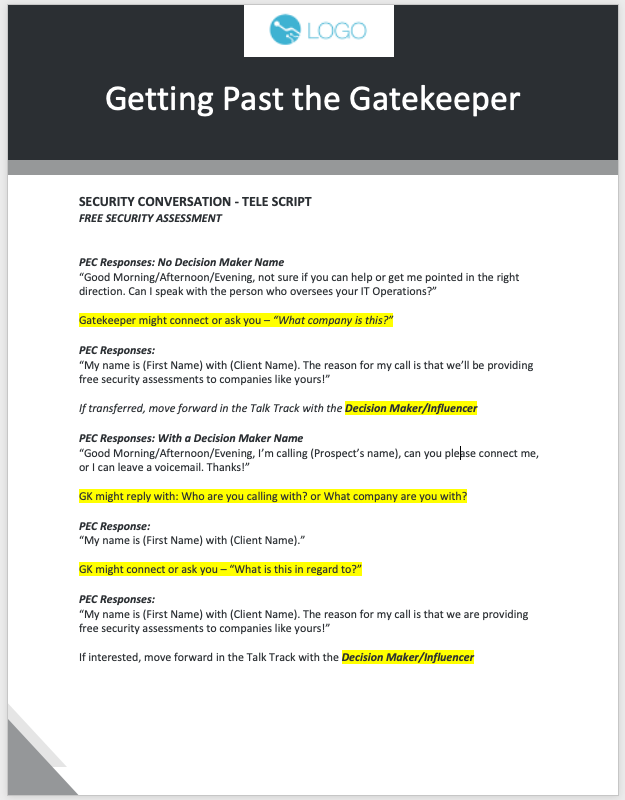 LOGO
Getting Past the Gatekeeper
SECURITY CONVERSATION - TELE SCRIPT
FREE SECURITY ASSESSMENT
PEC Responses: No Decision Maker Name
“Good Morning/Afternoon/Evening, not sure if you can help or get me pointed in the right
direction. Can I speak with the person who oversees your IT Operations?”
Gatekeeper might connect or ask you – “What company is this?”
PEC Responses:
“My name is (First Name) with (Client Name). The reason for my call is that we’ll be providing
free security assessments to companies like yours!”
If transferred, move forward in the Talk Track with the Decision Maker/Influencer
PEC Responses: With a Decision Maker Name
“Good Morning/Afternoon/Evening, I’m calling (Prospect’s name), can you please connect me,
or I can leave a voicemail. Thanks!”
GK might reply with: Who are you calling with? or What company are you with?
PEC Response:
“My name is (First Name) with (Client Name).”
GK might connect or ask you – “What is this in regard to?”
PEC Responses:
“My name is (First Name) with (Client Name). The reason for my call is that we are providing
free security assessments to companies like yours!”
If interested, move forward in the Talk Track with the Decision Maker/Influencer